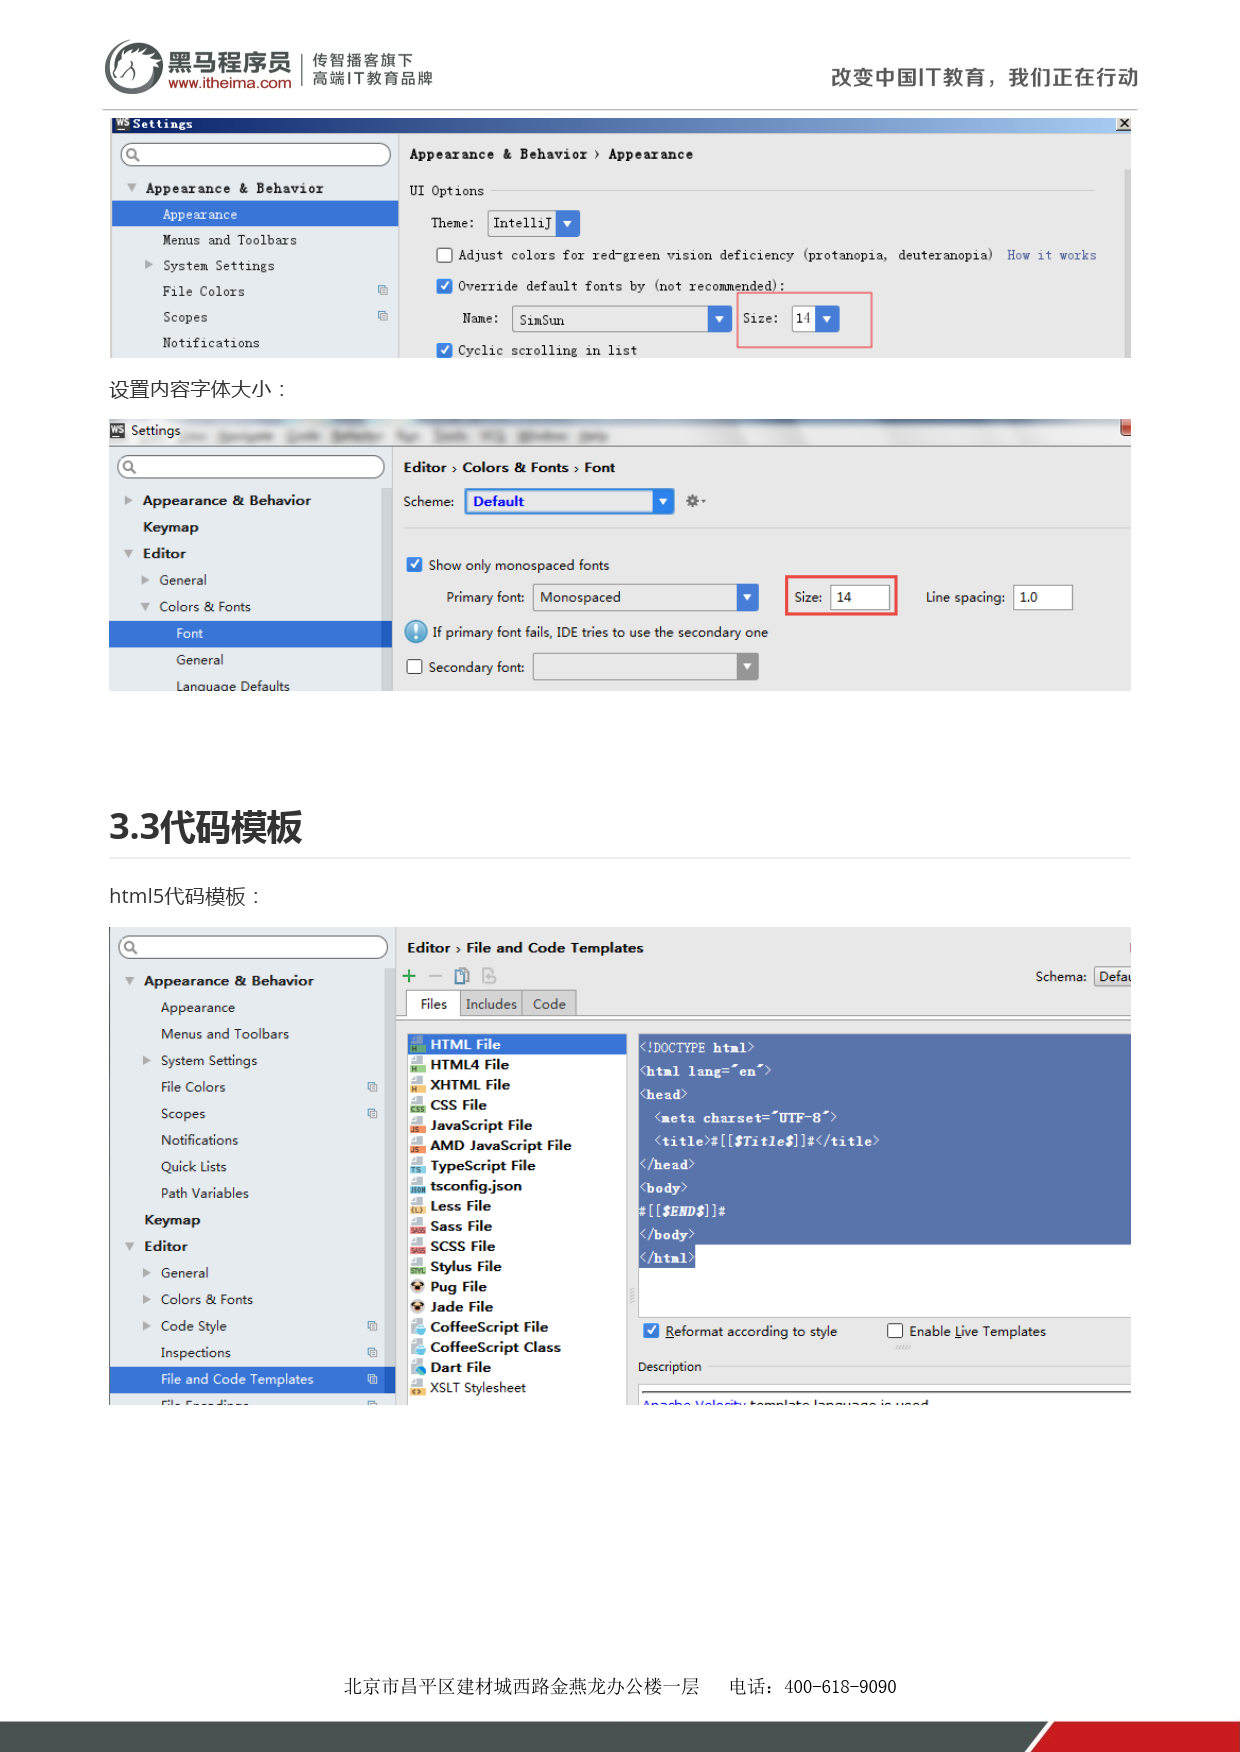 黑马程序员
www.itheima.com
传智播客旗下
高端IT教育品牌
改变中国IT教育，我们正在行动
WS Settings
Appearance & Behavior › Appearance
Appearance & Behavior
Appearance
Menus and Toolbars
System Settings
File Colors
Scopes
Notifications
UI Options
Theme: IntelliJ
Adjust colors for red-green vision deficiency (protanopia, deuteranopia) How it works
Override default fonts by (not recommended):
Name: SimSun Size: 14
Cyclic scrolling in list
设置内容字体大小：
WS Settings
Editor › Colors & Fonts › Font
Appearance & Behavior
Keymap
Editor
General
Colors & Fonts
Font
General
Language Defaults
Scheme: Default
Show only monospaced fonts
Primary font: Monospaced Size: 14 Line spacing: 1.0
If primary font fails, IDE tries to use the secondary one
Secondary font:
3.3代码模板
html5代码模板：
Appearance & Behavior
Appearance
Menus and Toolbars
System Settings
File Colors
Scopes
Notifications
Quick Lists
Path Variables
Keymap
Editor
General
Colors & Fonts
Code Style
Inspections
File and Code Templates
File Encodings
Editor › File and Code Templates
Schema: Defau
Files Includes Code
HTML File
HTML4 File
XHTML File
CSS File
JavaScript File
AMD JavaScript File
TypeScript File
tsconfig.json
Less File
Sass File
SCSS File
Stylus File
Pug File
Jade File
CoffeeScript File
CoffeeScript Class
Dart File
XSLT Stylesheet
<!DOCTYPE html>
<html lang="en">
<head>
<meta charset="UTF-8">
<title>#[[$Title$]]#</title>
</head>
<body>
#[[$END$]]#
</body>
</html>
Reformat according to style Enable Live Templates
Description
Apache Velocity template language is used
北京市昌平区建材城西路金燕龙办公楼一层 电话：400-618-9090